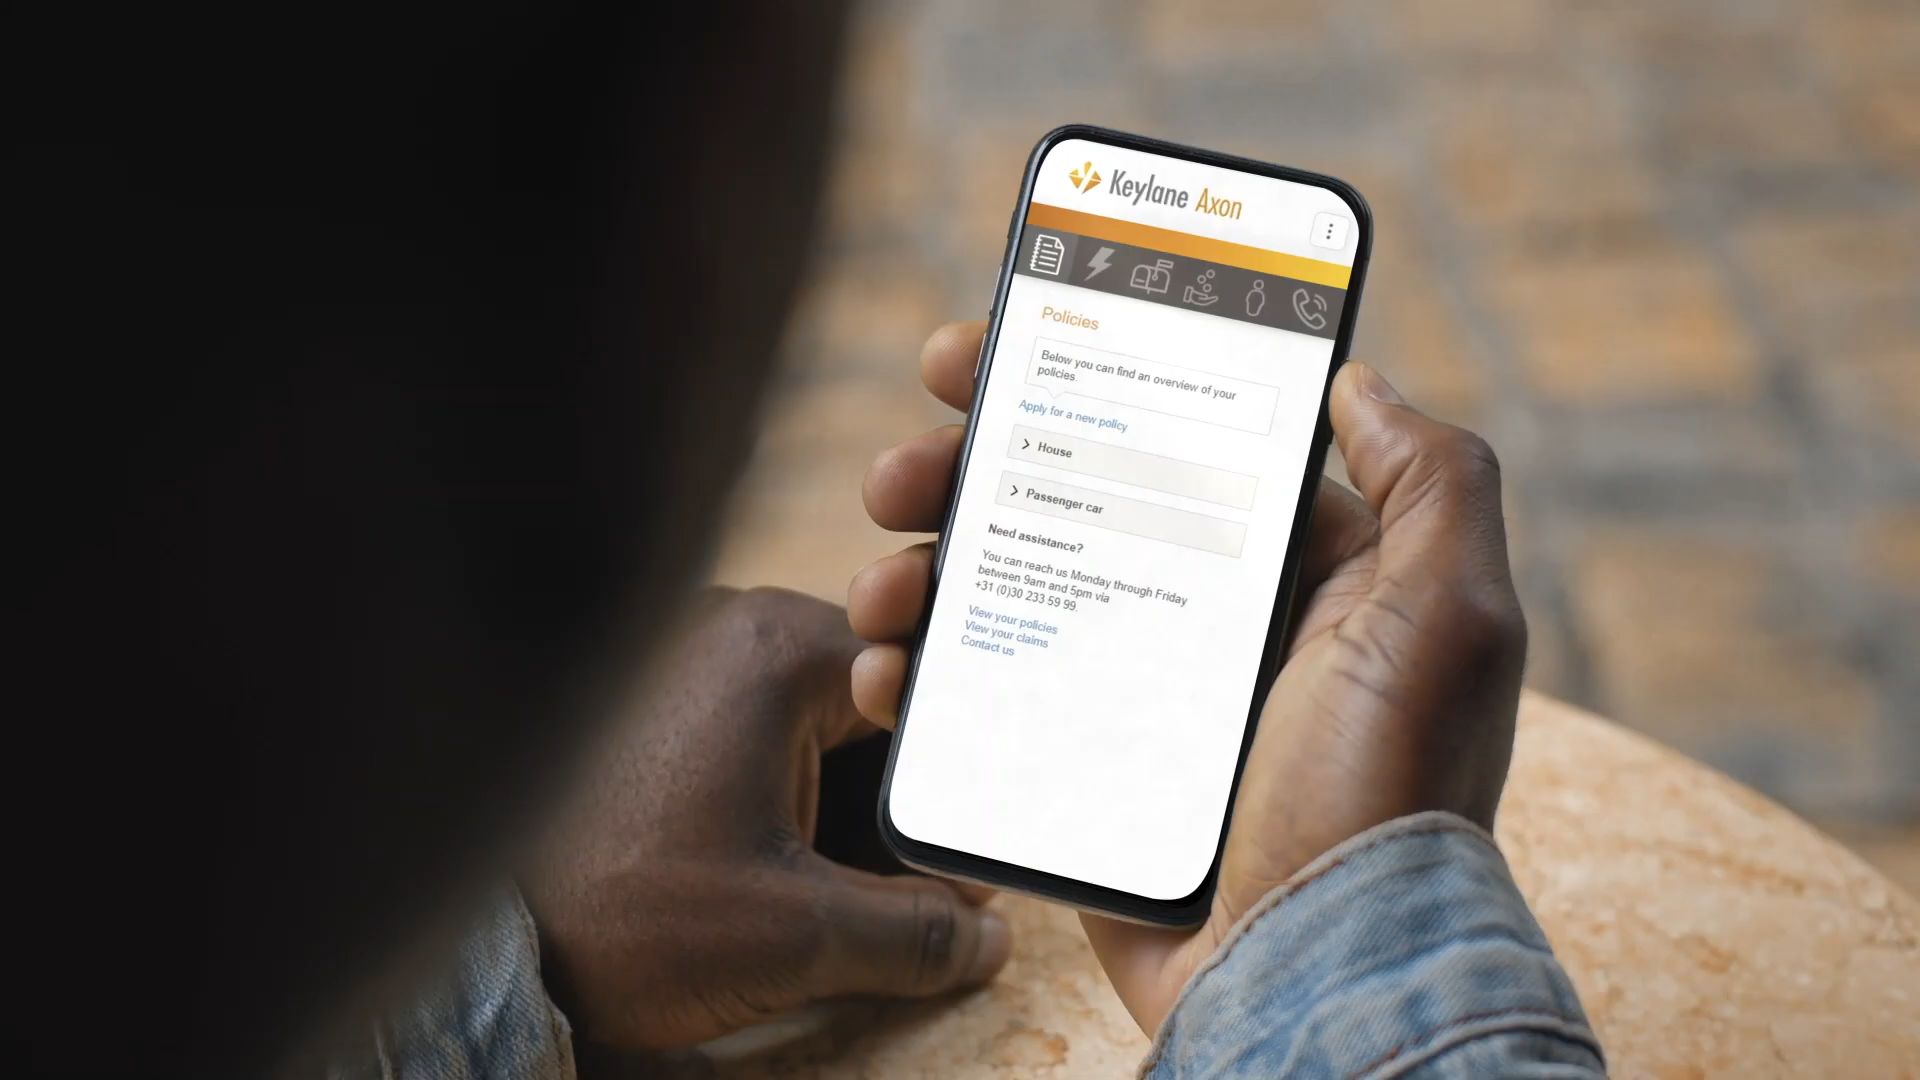 Keylane Axon
Policies
Below you can find an overview of your
policies.
Apply for a new policy
House
Passenger car
Need assistance?
You can reach us Monday through Friday
between 9am and 5pm via
+31 (0)30 233 59 99.
View your policies
View your claims
Contact us